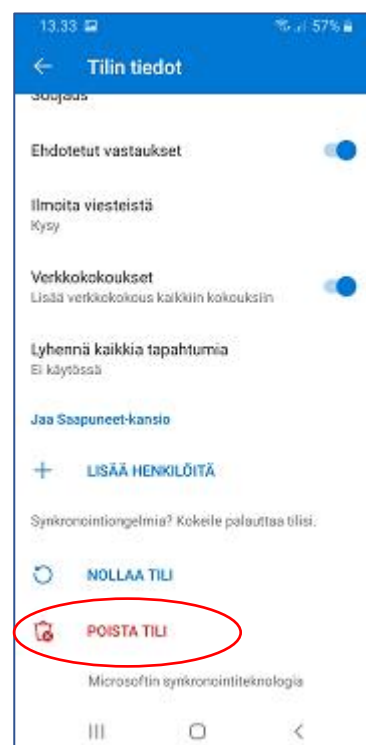 13.33 57%
Tilin tiedot
Suojaus
Ehdotetut vastaukset
Ilmoita viesteistä
Kysy
Verkkokokoukset
Lisää verkkokokous kaikkiin kokouksiin
Lyhennä kaikkia tapahtumia
Ei käytössä
Jaa Saapuneet-kansio
LISÄÄ HENKILÖITÄ
Synkronointiongelmia? Kokeile palauttaa tilisi.
NOLLAA TILI
POISTA TILI
Microsoftin synkronointiteknologia